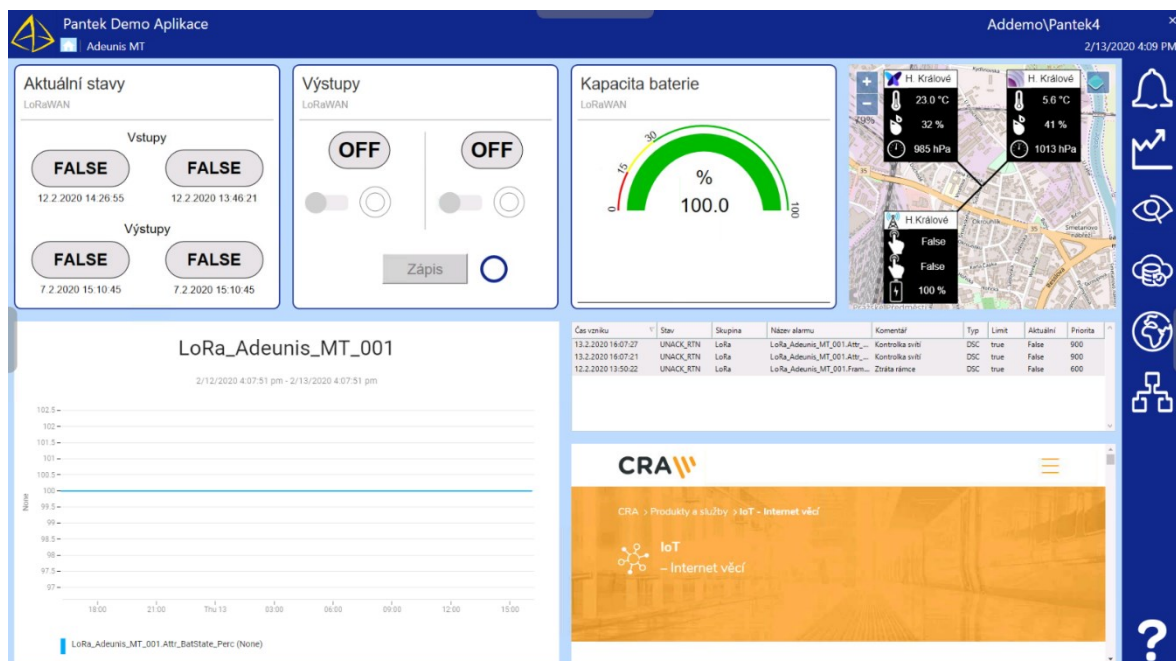 Pantek Demo Aplikace
Adeunis MT
Addemo\Pantek4
2/13/2020 4:09 PM
Aktuální stavy
LoRaWAN
Vstupy
FALSE FALSE
12.2.2020 14:26:55 12.2.2020 13:46:21
Výstupy
FALSE FALSE
7.2.2020 15:10:45 7.2.2020 15:10:45
Výstupy
LoRaWAN
OFF OFF
Zápis
Kapacita baterie
LoRaWAN
0 15 30 100
%
100.0
79%
H. Králové
23.0 °C
32 %
985 hPa
H. Králové
5.6 °C
41 %
1013 hPa
H.Králové
False
False
100 %
LoRa_Adeunis_MT_001
2/12/2020 4:07:51 pm - 2/13/2020 4:07:51 pm
102.5
102
101.5
101
100.5
100
99.5
99
98.5
98
97.5
97
None
18:00 21:00 Thu 13 03:00 06:00 09:00 12:00 15:00
LoRa_Adeunis_MT_001.Attr_BatState_Perc (None)
Čas vzniku Stav Skupina Název alarmu Komentář Typ Limit Aktuální Priorita
13.2.2020 16:07:27 UNACK_RTN LoRa LoRa_Adeunis_MT_001.Attr_... Kontrolka svítí DSC true False 900
13.2.2020 16:07:21 UNACK_RTN LoRa LoRa_Adeunis_MT_001.Attr_... Kontrolka svítí DSC true False 900
12.2.2020 13:50:22 UNACK_RTN LoRa LoRa_Adeunis_MT_001.Fram... Ztráta rámce DSC true False 600
CRA
CRA > Produkty a služby > IoT - Internet věcí
IoT
– Internet věcí
?